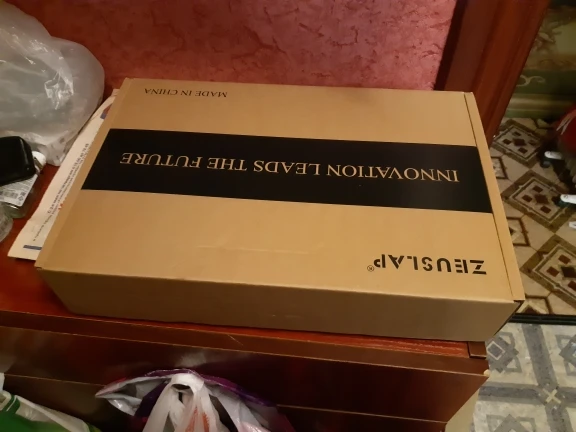 ZEUSLAP®
INNOVATION LEADS THE FUTURE
MADE IN CHINA